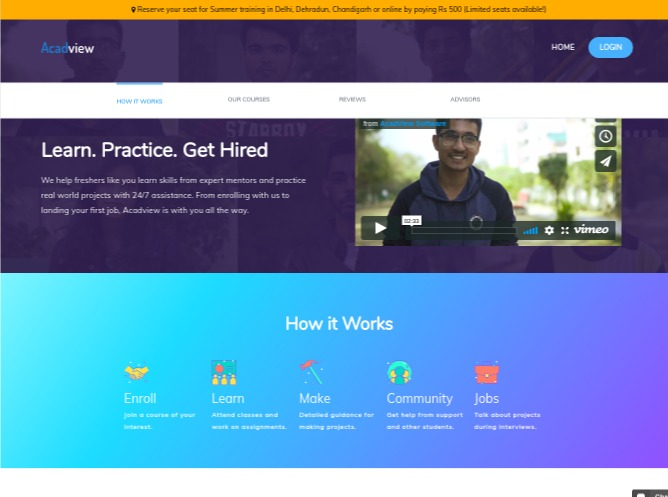 Reserve your seat for Summer training in Delhi, Dehradun, Chandigarh or online by paying Rs 500 (Limited seats available!)
Acadview
HOME
LOGIN
HOW IT WORKS
OUR COURSES
REVIEWS
ADVISORS
from Acadview Software
STARBOY
Learn. Practice. Get Hired
We help freshers like you learn skills from expert mentors and practice
real world projects with 24/7 assistance. From enrolling with us to
landing your first job, Acadview is with you all the way.
02:33
vimeo
How it Works
Enroll
Join a course of your
interest.
Learn
Attend classes and
work on assignments.
Make
Detailed guidance for
making projects.
Community
Get help from support
and other students.
Jobs
Talk about projects
during interviews.